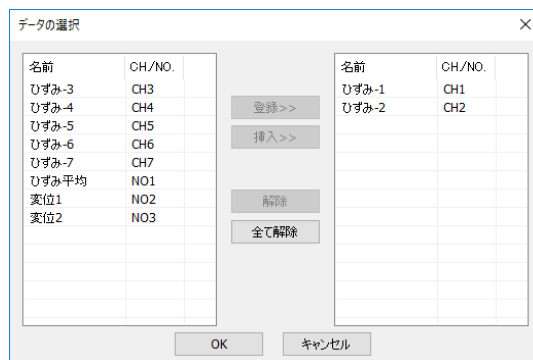 データの選択
名前 CH./NO.
ひずみ-3 CH3
ひずみ-4 CH4
ひずみ-5 CH5
ひずみ-6 CH6
ひずみ-7 CH7
ひずみ平均 NO1
変位1 NO2
変位2 NO3
登録>>
挿入>>
解除
全て解除
名前 CH./NO.
ひずみ-1 CH1
ひずみ-2 CH2
OK
キャンセル